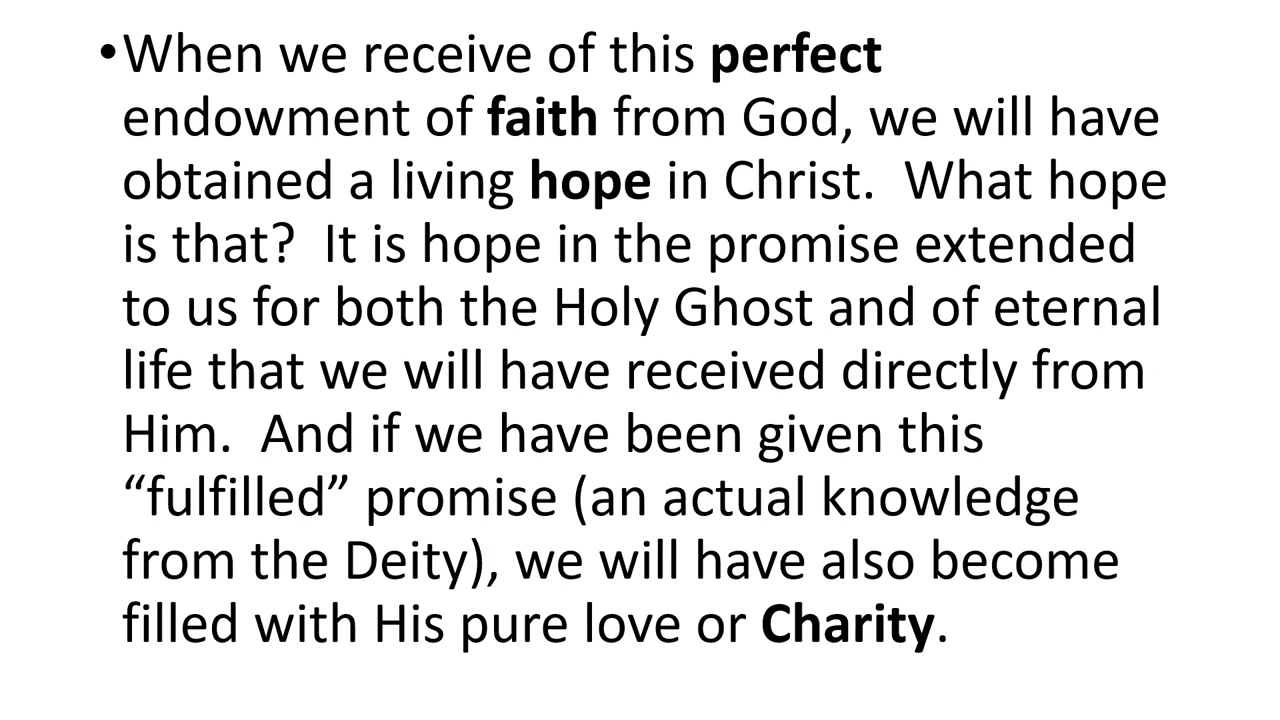 •When we receive of this perfect
endowment of faith from God, we will have
obtained a living hope in Christ.  What hope
is that?  It is hope in the promise extended
to us for both the Holy Ghost and of eternal
life that we will have received directly from
Him.  And if we have been given this
“fulfilled” promise (an actual knowledge
from the Deity), we will have also become
filled with His pure love or Charity.